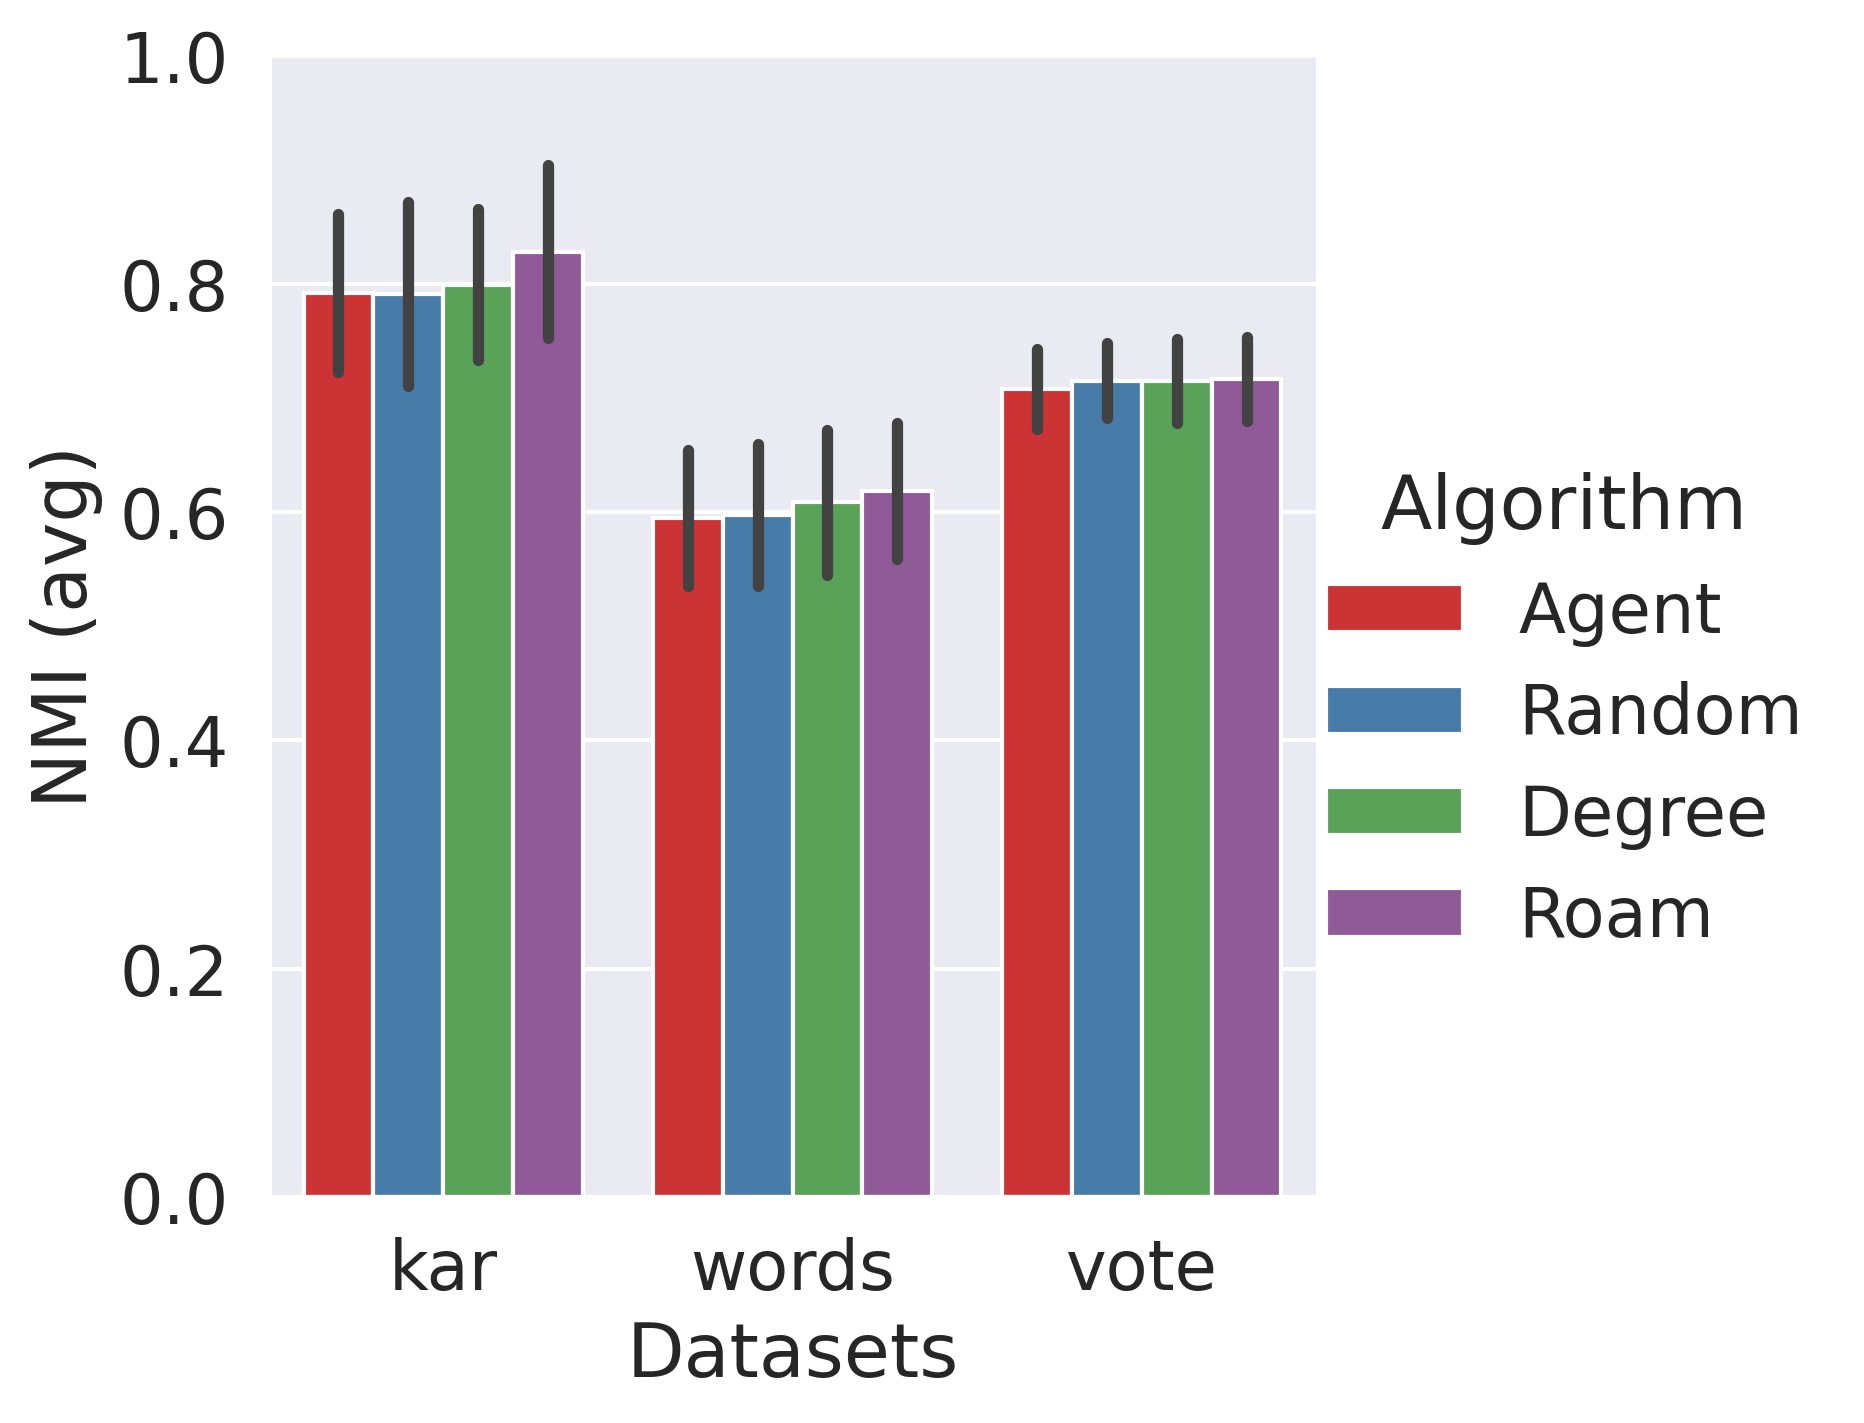 1.0
0.8
0.6
0.4
0.2
0.0
NMI (avg)
kar words vote
Datasets
Algorithm
Agent
Random
Degree
Roam